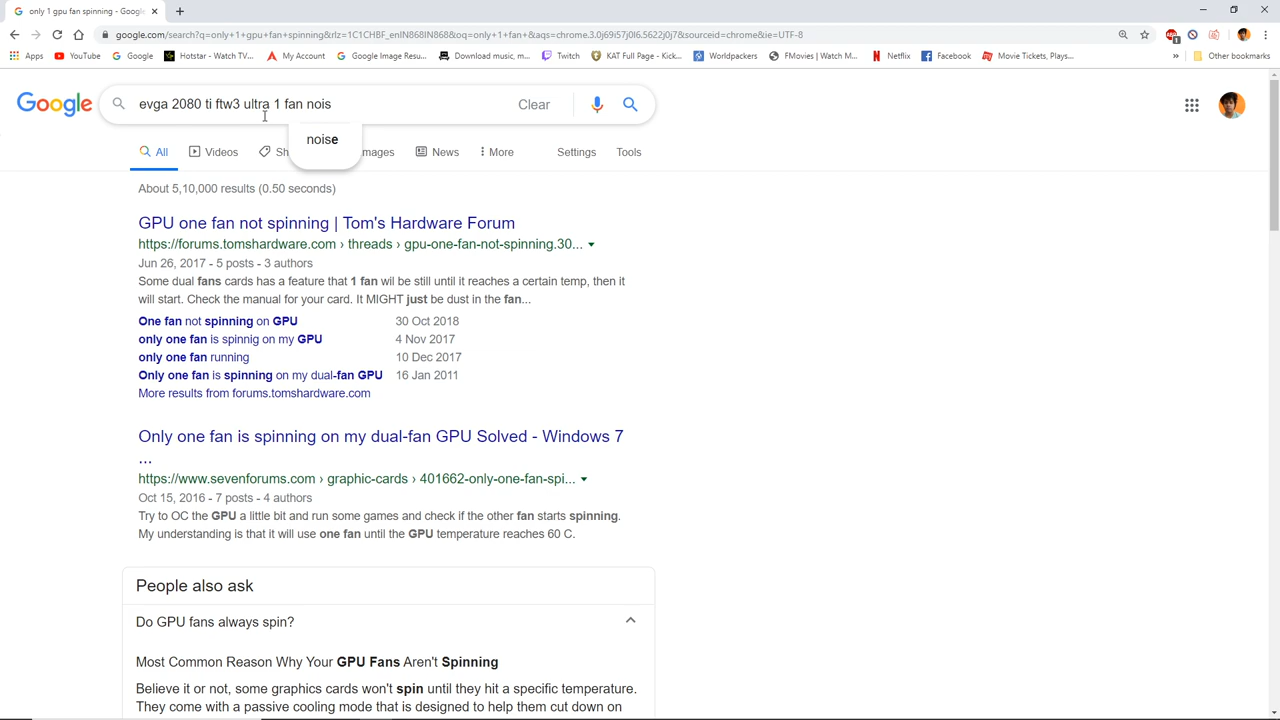 only 1 gpu fan spinning - Google
google.com/search?q=only+1+gpu+fan+spinning&rlz=1C1CHBF_enIN868IN868&oq=only+1+fan+&aqs=chrome.3.0j69i57j0l6.5622j0j7&sourceid=chrome&ie=UTF-8
1
Apps YouTube Google Hotstar - Watch TV... My Account Google Image Resu... Download music, m... Twitch KAT Full Page - Kick... Worldpackers FMovies | Watch M... Netflix Facebook Movie Tickets, Plays... » Other bookmarks
Google evga 2080 ti ftw3 ultra 1 fan nois Clear
noise
All Videos Sh mages News More Settings Tools
About 5,10,000 results (0.50 seconds)
GPU one fan not spinning | Tom's Hardware Forum
https://forums.tomshardware.com › threads › gpu-one-fan-not-spinning.30...
Jun 26, 2017 - 5 posts - 3 authors
Some dual fans cards has a feature that 1 fan wil be still until it reaches a certain temp, then it
will start. Check the manual for your card. It MIGHT just be dust in the fan...
One fan not spinning on GPU 30 Oct 2018
only one fan is spinnig on my GPU 4 Nov 2017
only one fan running 10 Dec 2017
Only one fan is spinning on my dual-fan GPU 16 Jan 2011
More results from forums.tomshardware.com
Only one fan is spinning on my dual-fan GPU Solved - Windows 7
...
https://www.sevenforums.com › graphic-cards › 401662-only-one-fan-spi...
Oct 15, 2016 - 7 posts - 4 authors
Try to OC the GPU a little bit and run some games and check if the other fan starts spinning.
My understanding is that it will use one fan until the GPU temperature reaches 60 C.
People also ask
Do GPU fans always spin?
Most Common Reason Why Your GPU Fans Aren't Spinning
Believe it or not, some graphics cards won't spin until they hit a specific temperature.
They come with a passive cooling mode that is designed to help them cut down on